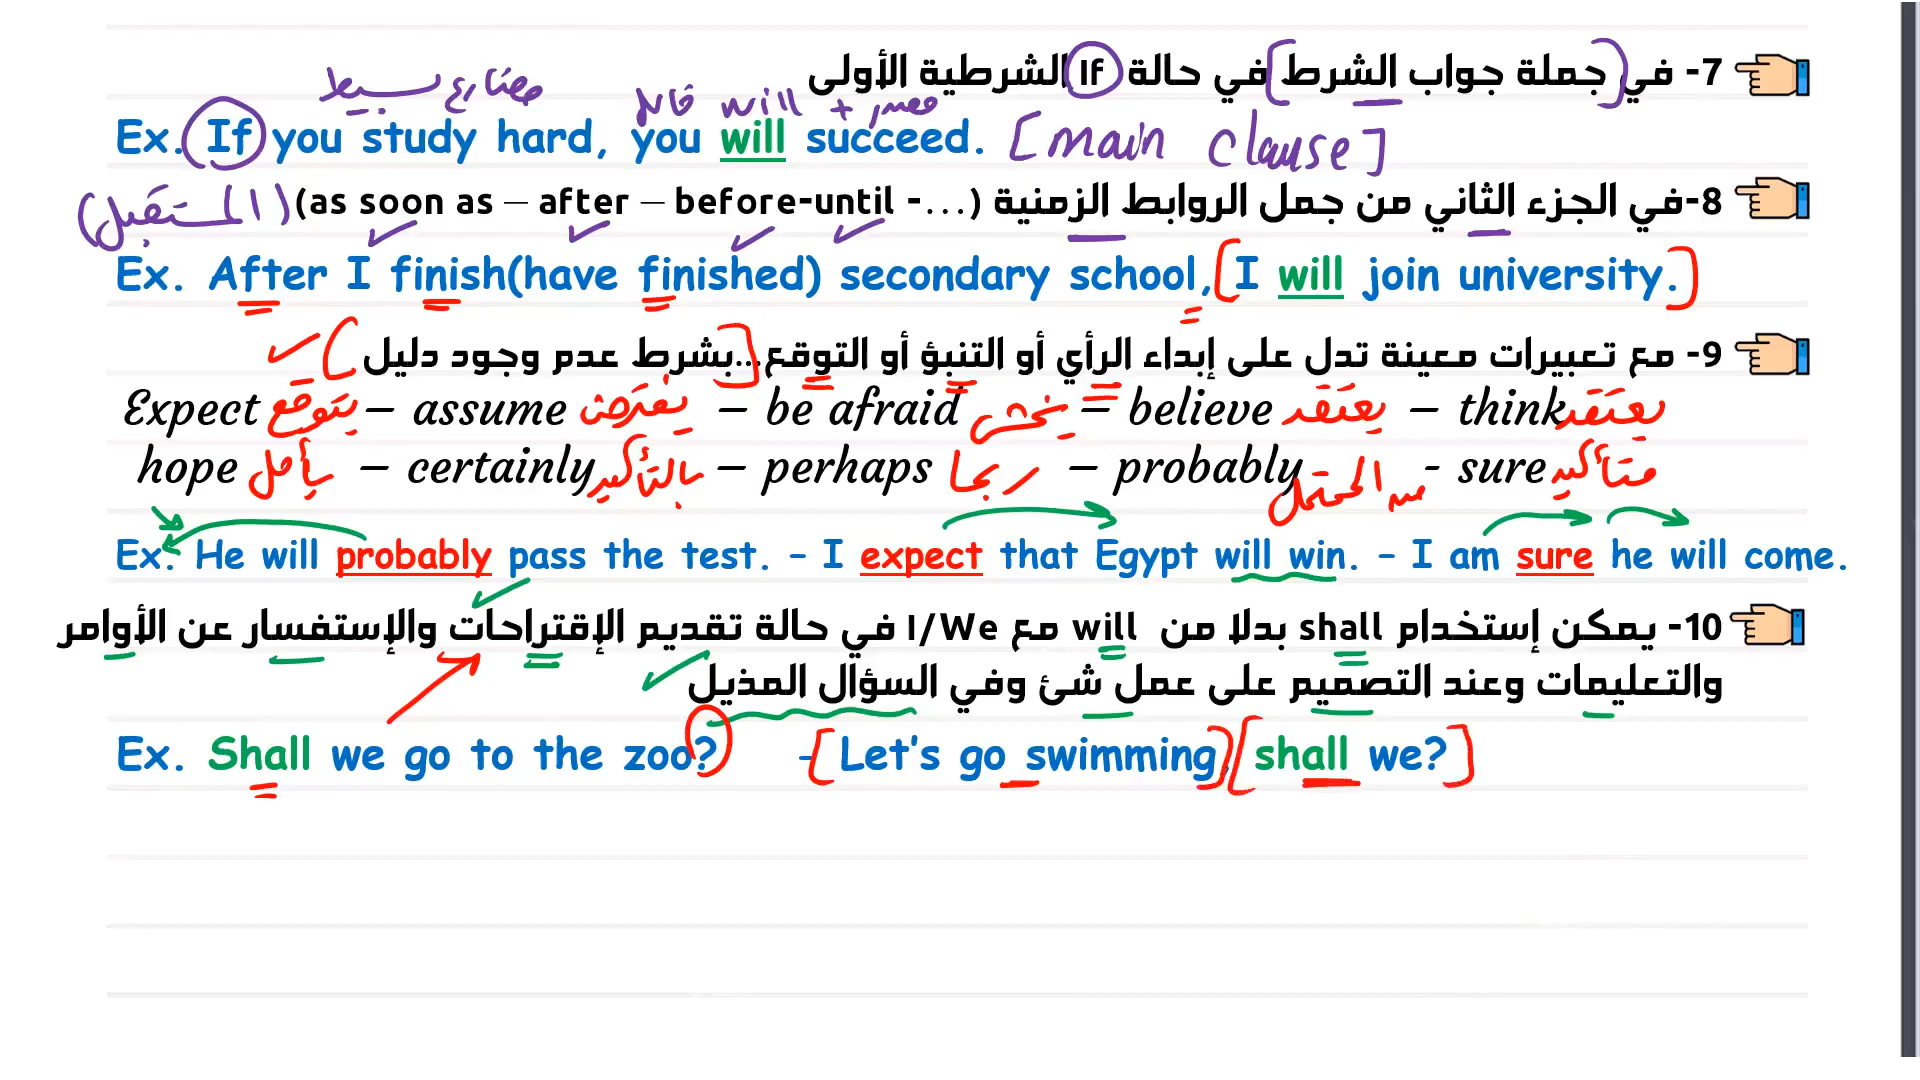 7- في [جملة جواب الشرط] في حالة If الشرطية الأولى
مضارع بسيط فاعل will + مصدر
Ex. If you study hard, you will succeed. [main clause]
8-في الجزء الثاني من جمل الروابط الزمنية (as soon as – after – before-until -...) (المستقبل)
Ex. After I finish(have finished) secondary school, [I will join university.]
9- مع تعبيرات معينة تدل على إبداء الرأي أو التنبؤ أو التوقع...[بشرط عدم وجود دليل]
Expect يتوقع – assume يفترض – be afraid يخشى – believe يعتقد – think يعتقد
hope يأمل – certainly بالتأكيد – perhaps ربما – probably من المحتمل - sure متأكد
Ex. He will probably pass the test. – I expect that Egypt will win. – I am sure he will come.
10- يمكن إستخدام shall بدلا من will مع I/We في حالة تقديم الإقتراحات والإستفسار عن الأوامر
والتعليمات وعند التصميم على عمل شئ وفي السؤال المذيل
Ex. Shall we go to the zoo? -[Let's go swimming], [shall we?]